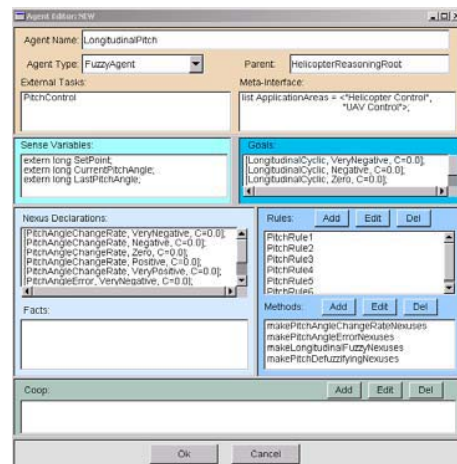 Agent Editor: NEW
Agent Name: LongitudinalPitch
Agent Type: FuzzyAgent Parent: HelicopterReasoningRoot
External Tasks: Meta-Interface:
PitchControl list ApplicationAreas = <"Helicopter Control",
"UAV Control">;
Sense Variables: Goals:
extern long SetPoint; [LongitudinalCyclic, VeryNegative, C=0.0];
extern long CurrentPitchAngle; [LongitudinalCyclic, Negative, C=0.0];
extern long LastPitchAngle; [LongitudinalCyclic, Zero, C=0.0];
Nexus Declarations:
[PitchAngleChangeRate, VeryNegative, C=0.0];
[PitchAngleChangeRate, Negative, C=0.0];
[PitchAngleChangeRate, Zero, C=0.0];
[PitchAngleChangeRate, Positive, C=0.0];
[PitchAngleChangeRate, VeryPositive, C=0.0];
[PitchAngleError, VeryNegative, C=0.0];
Rules: Add Edit Del
PitchRule1
PitchRule2
PitchRule3
PitchRule4
PitchRule5
PitchRule6
Facts:
Methods: Add Edit Del
makePitchAngleChangeRateNexuses
makePitchAngleErrorNexuses
makeLongitudinalFuzzyNexuses
makePitchDefuzzifyingNexuses
Coop: Add Edit Del
Ok Cancel